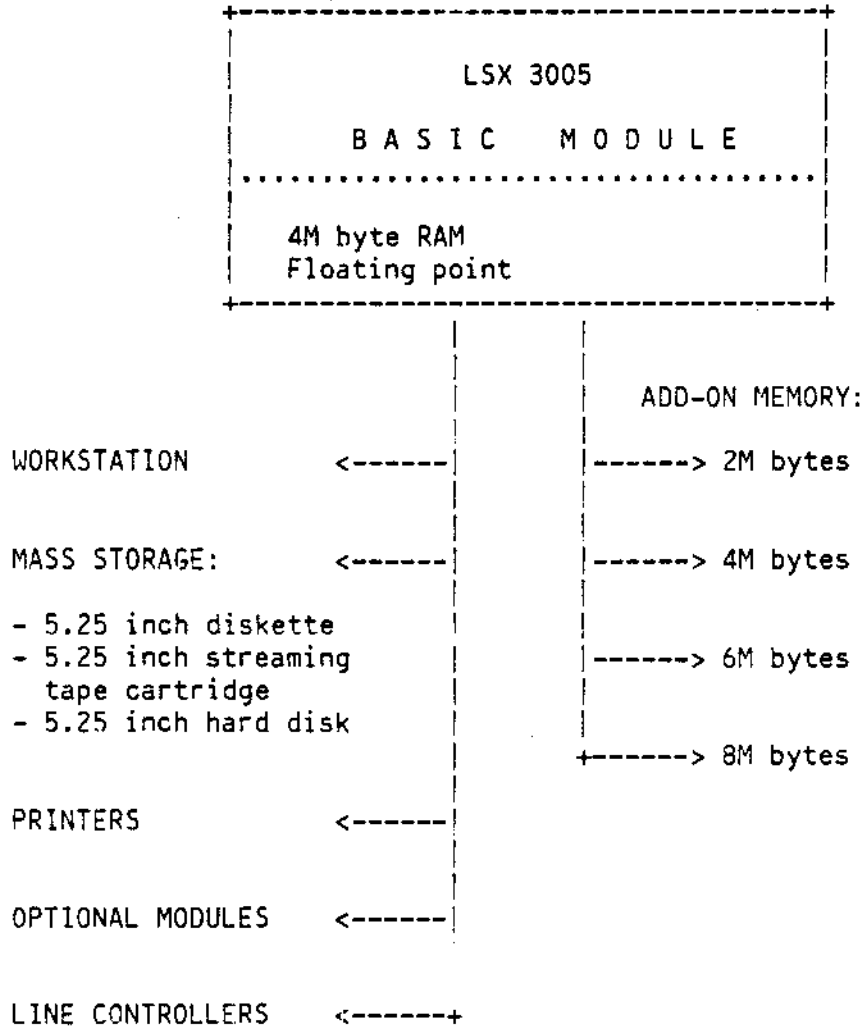 LSX 3005
B A S I C   M O D U L E
4M byte RAM
Floating point
ADD-ON MEMORY:
WORKSTATION <------ ------> 2M bytes
MASS STORAGE: <------ ------> 4M bytes
- 5.25 inch diskette
- 5.25 inch streaming ------> 6M bytes
tape cartridge
- 5.25 inch hard disk
+------> 8M bytes
PRINTERS <------
OPTIONAL MODULES <------
LINE CONTROLLERS <------+